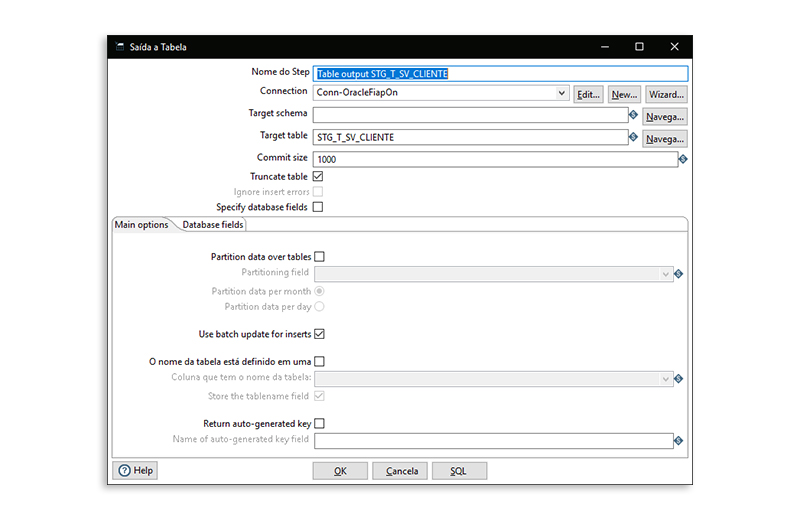 Saída a Tabela
Nome do Step Table output STG_T_SV_CLIENTE
Connection Conn-OracleFiapOn Edit... New... Wizard...
Target schema Navega...
Target table STG_T_SV_CLIENTE Navega...
Commit size 1000
Truncate table
Ignore insert errors
Specify database fields
Main options Database fields
Partition data over tables
Partitioning field
Partition data per month
Partition data per day
Use batch update for inserts
O nome da tabela está definido em uma
Coluna que tem o nome da tabela:
Store the tablename field
Return auto-generated key
Name of auto-generated key field
Help OK Cancela SQL